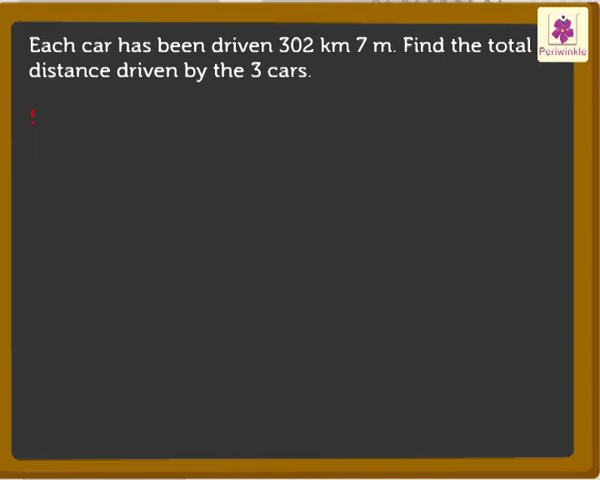 Each car has been driven 302 km 7 m. Find the total
distance driven by the 3 cars.
Periwinkle